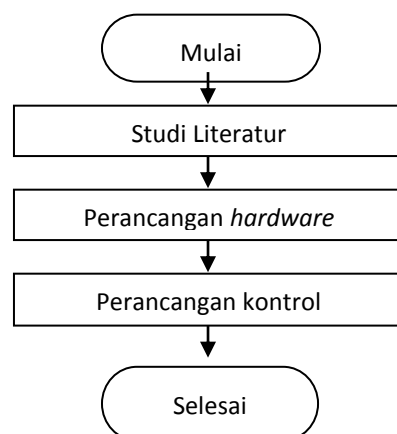 Mulai
Studi Literatur
Perancangan hardware
Perancangan kontrol
Selesai